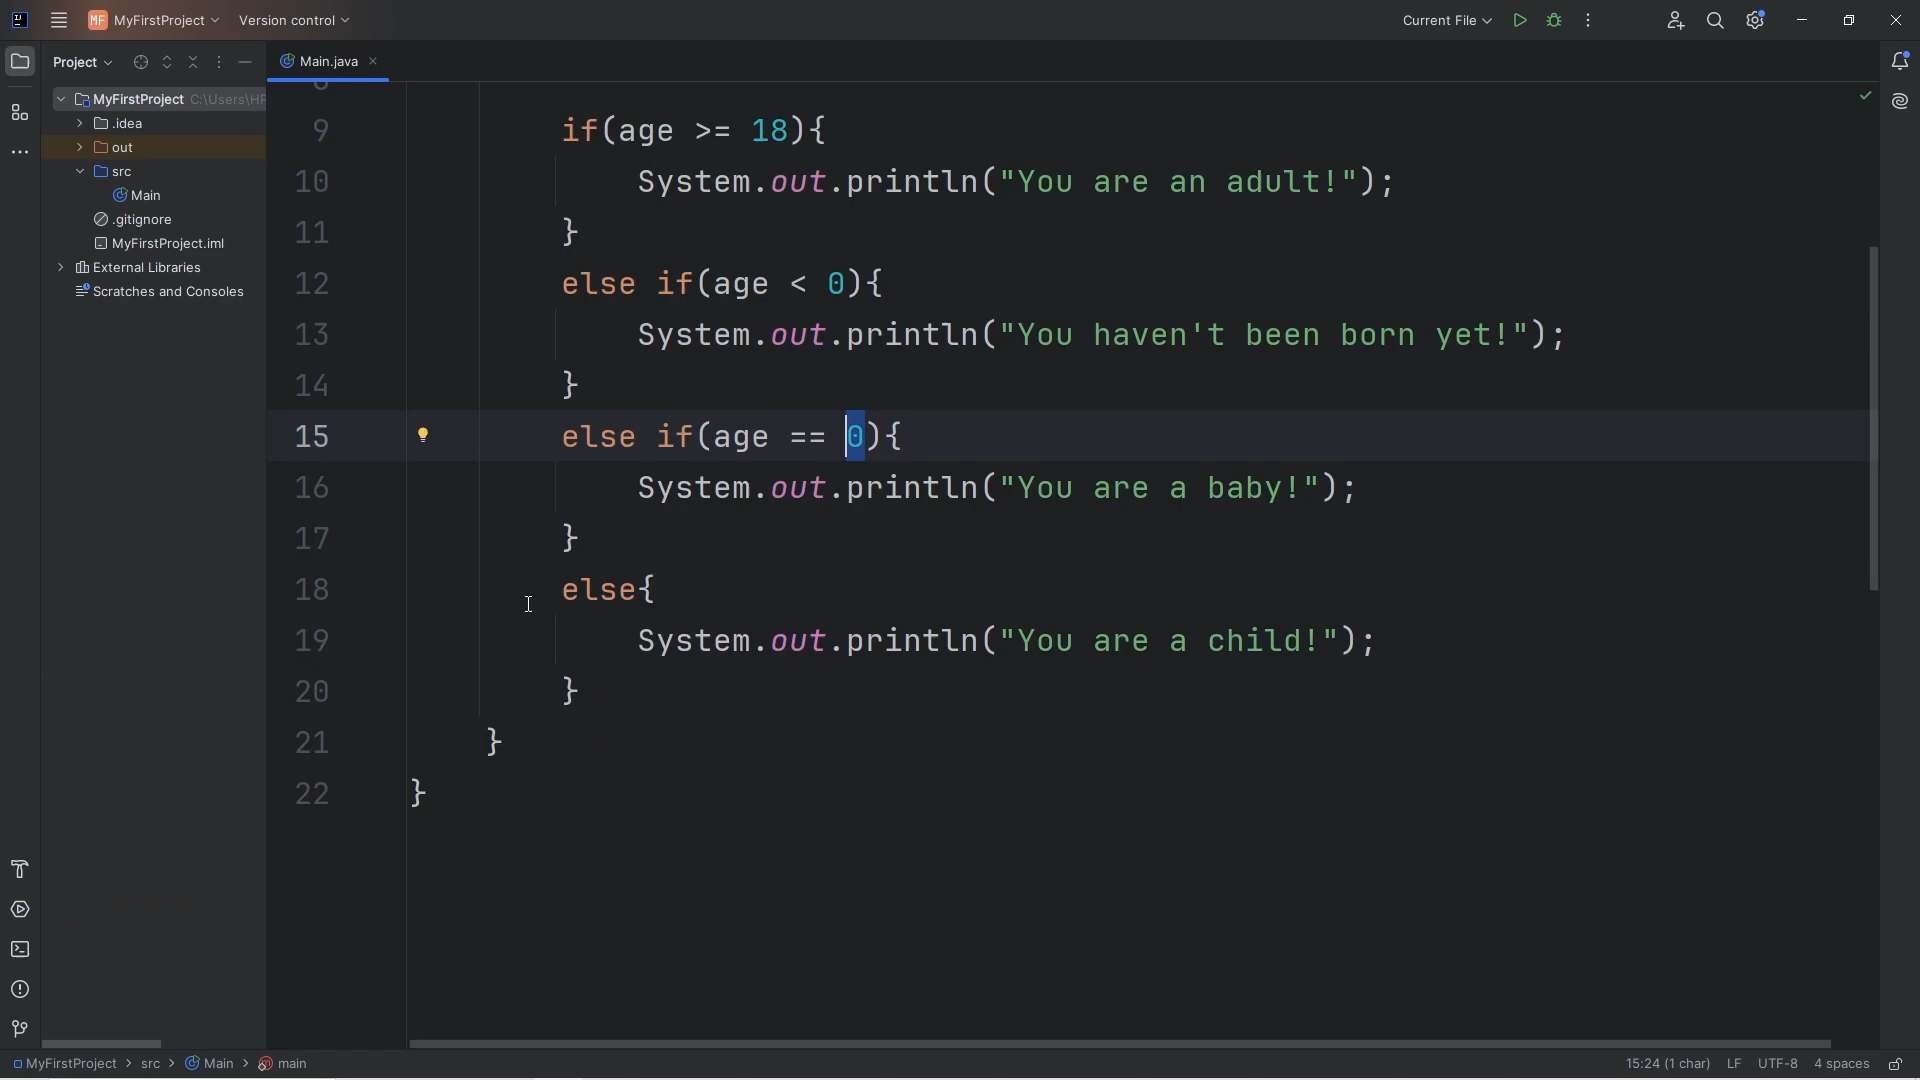 MF MyFirstProject Version control Current File
Project Main.java
MyFirstProject C:\Users\HP
.idea
out
src
Main
.gitignore
MyFirstProject.iml
External Libraries
Scratches and Consoles
9 if(age >= 18){
10 System.out.println("You are an adult!");
11 }
12 else if(age < 0){
13 System.out.println("You haven't been born yet!");
14 }
15 else if(age == 0){
16 System.out.println("You are a baby!");
17 }
18 else{
19 System.out.println("You are a child!");
20 }
21 }
22 }
MyFirstProject > src > Main > main 15:24 (1 char) LF UTF-8 4 spaces